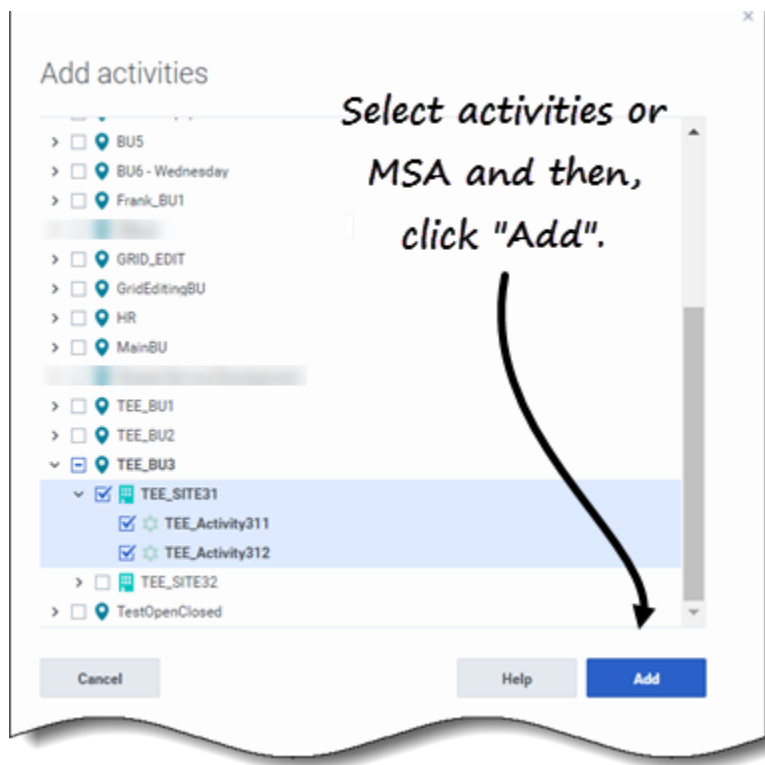 Add activities
Select activities or
MSA and then,
click "Add".
BU5
BU6 - Wednesday
Frank_BU1
GRID_EDIT
GridEditingBU
HR
MainBU
TEE_BU1
TEE_BU2
TEE_BU3
TEE_SITE31
TEE_Activity311
TEE_Activity312
TEE_SITE32
TestOpenClosed
Cancel
Help
Add